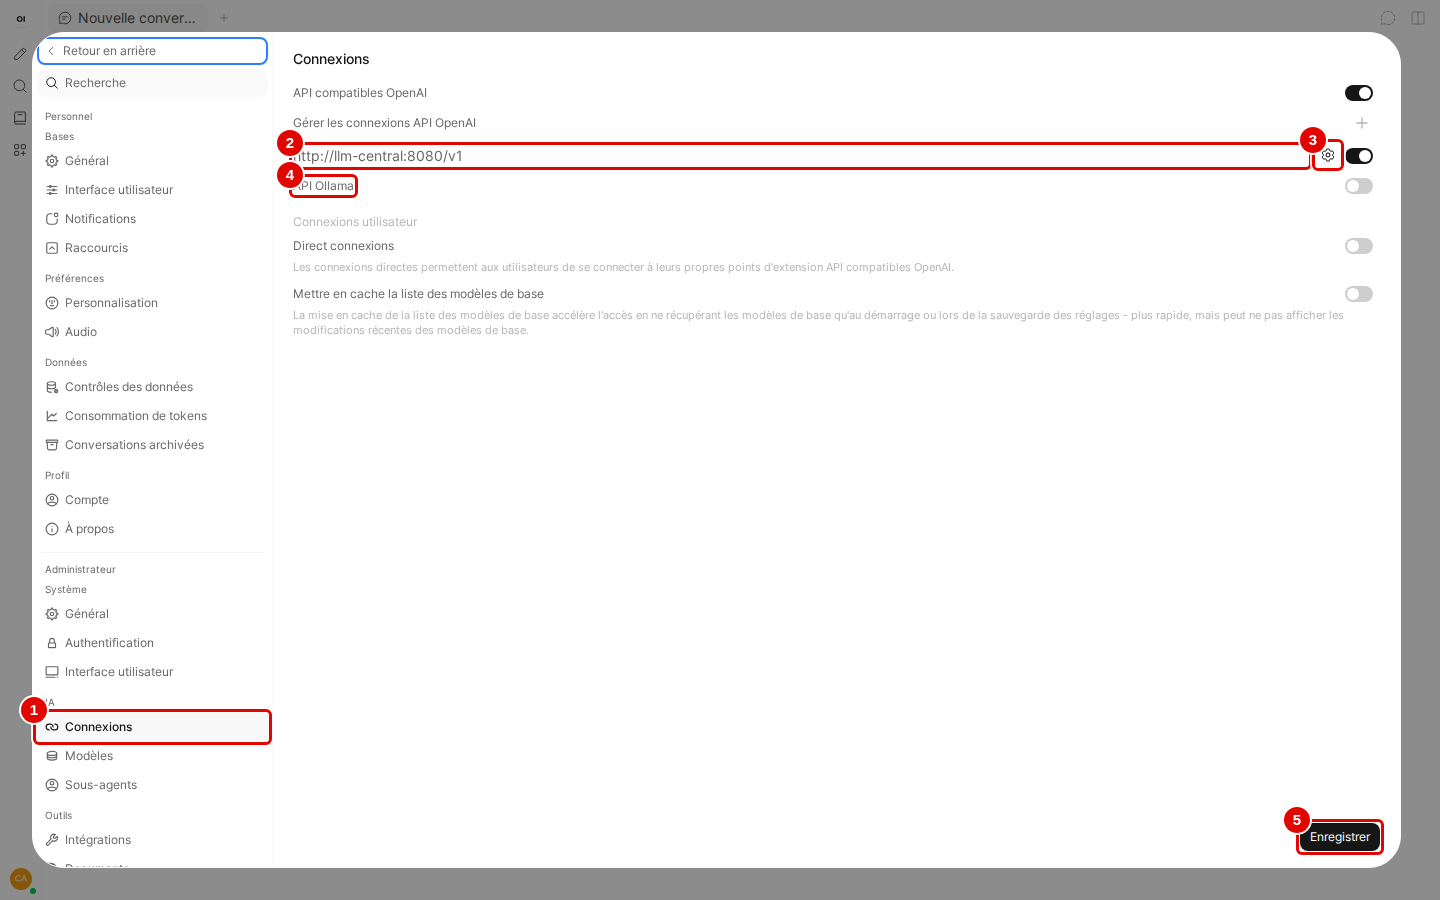 OI
Nouvelle conver...
Retour en arrière
Recherche
Personnel
Bases
Général
Interface utilisateur
Notifications
Raccourcis
Préférences
Personnalisation
Audio
Données
Contrôles des données
Consommation de tokens
Conversations archivées
Profil
Compte
À propos
Administrateur
Système
Général
Authentification
Interface utilisateur
1
Connexions
Modèles
Sous-agents
Outils
Intégrations
CA
Connexions
API compatibles OpenAI
Gérer les connexions API OpenAI
2
3
http://llm-central:8080/v1
4
API Ollama
Connexions utilisateur
Direct connexions
Les connexions directes permettent aux utilisateurs de se connecter à leurs propres points d'extension API compatibles OpenAI.
Mettre en cache la liste des modèles de base
La mise en cache de la liste des modèles de base accélère l'accès en ne récupérant les modèles de base qu'au démarrage ou lors de la sauvegarde des réglages - plus rapide, mais peut ne pas afficher les
modifications récentes des modèles de base.
5
Enregistrer